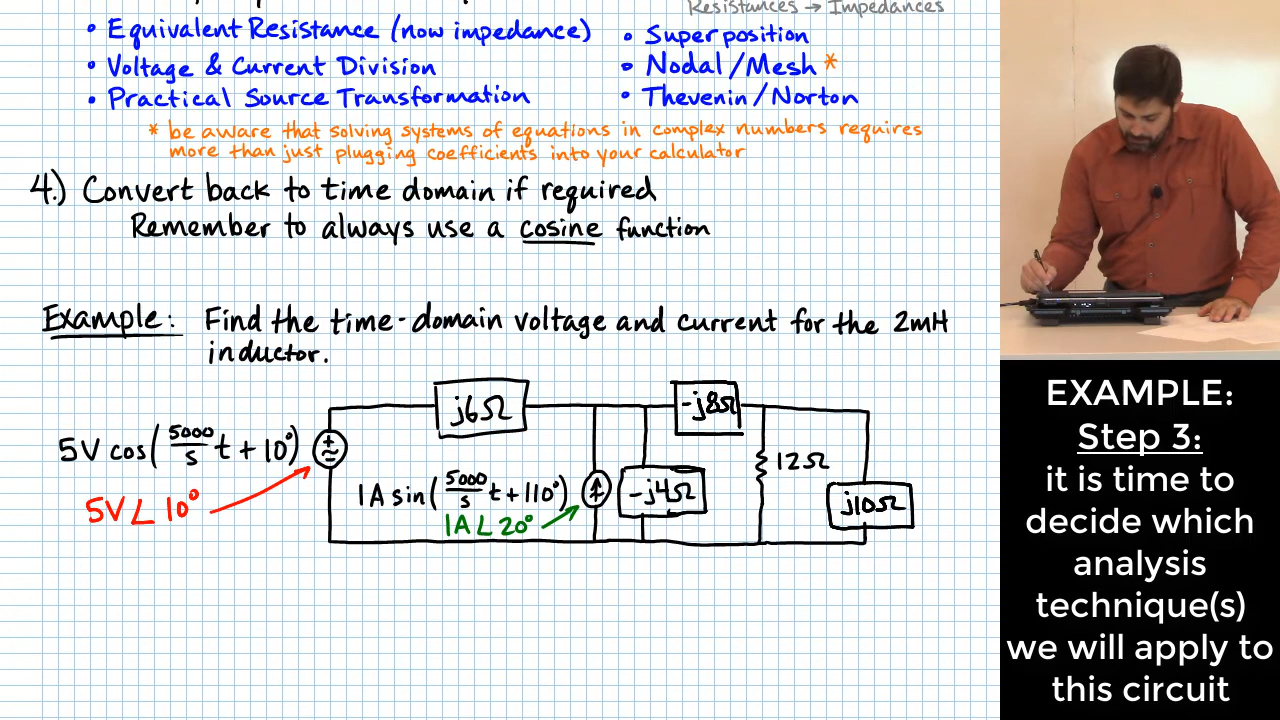 Resistances → Impedances
• Equivalent Resistance (now impedance)
• Voltage & Current Division
• Practical Source Transformation
• Superposition
• Nodal/Mesh *
• Thevenin/Norton
* be aware that solving systems of equations in complex numbers requires
more than just plugging coefficients into your calculator
4.) Convert back to time domain if required
Remember to always use a cosine function
Example: Find the time-domain voltage and current for the 2mH
inductor.
5V cos(5000/s t + 10°)
5V∠10°
j6Ω
1A sin(5000/s t + 110°)
1A∠20°
-j4Ω
-j8Ω
12Ω
j10Ω
EXAMPLE:
Step 3:
it is time to
decide which
analysis
technique(s)
we will apply to
this circuit